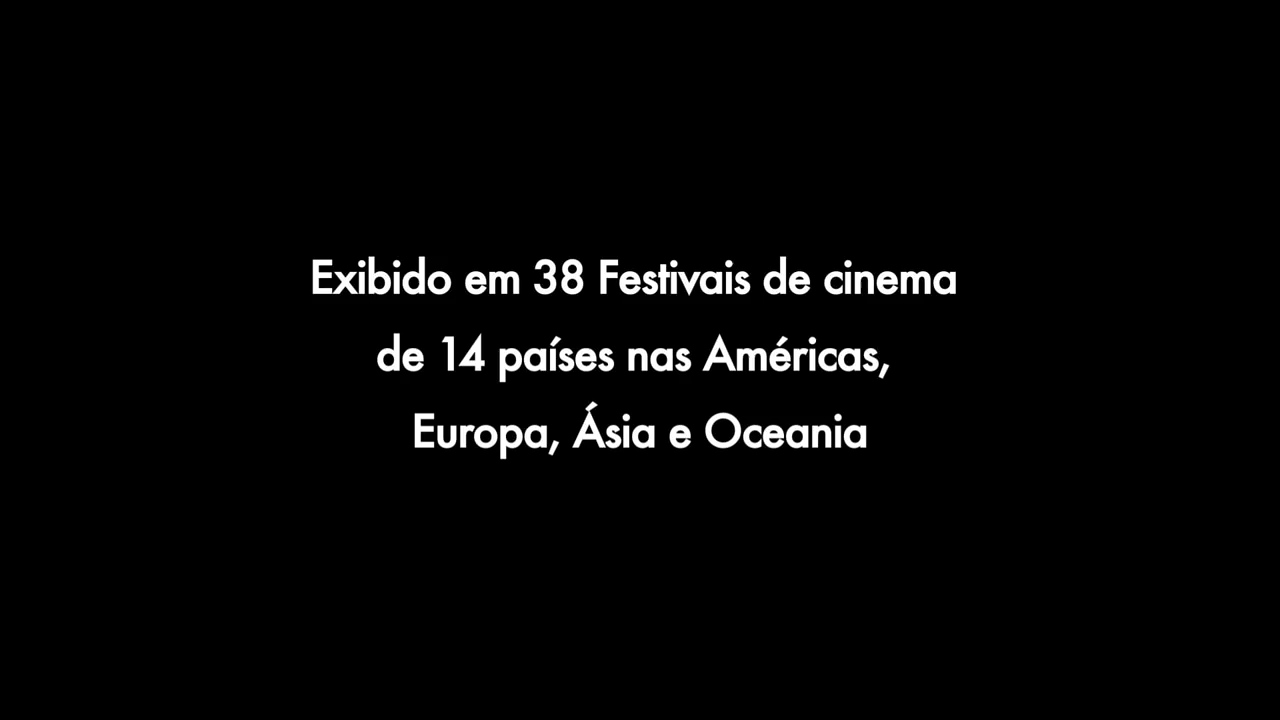 Exibido em 38 Festivais de cinema
de 14 países nas Américas,
Europa, Ásia e Oceania